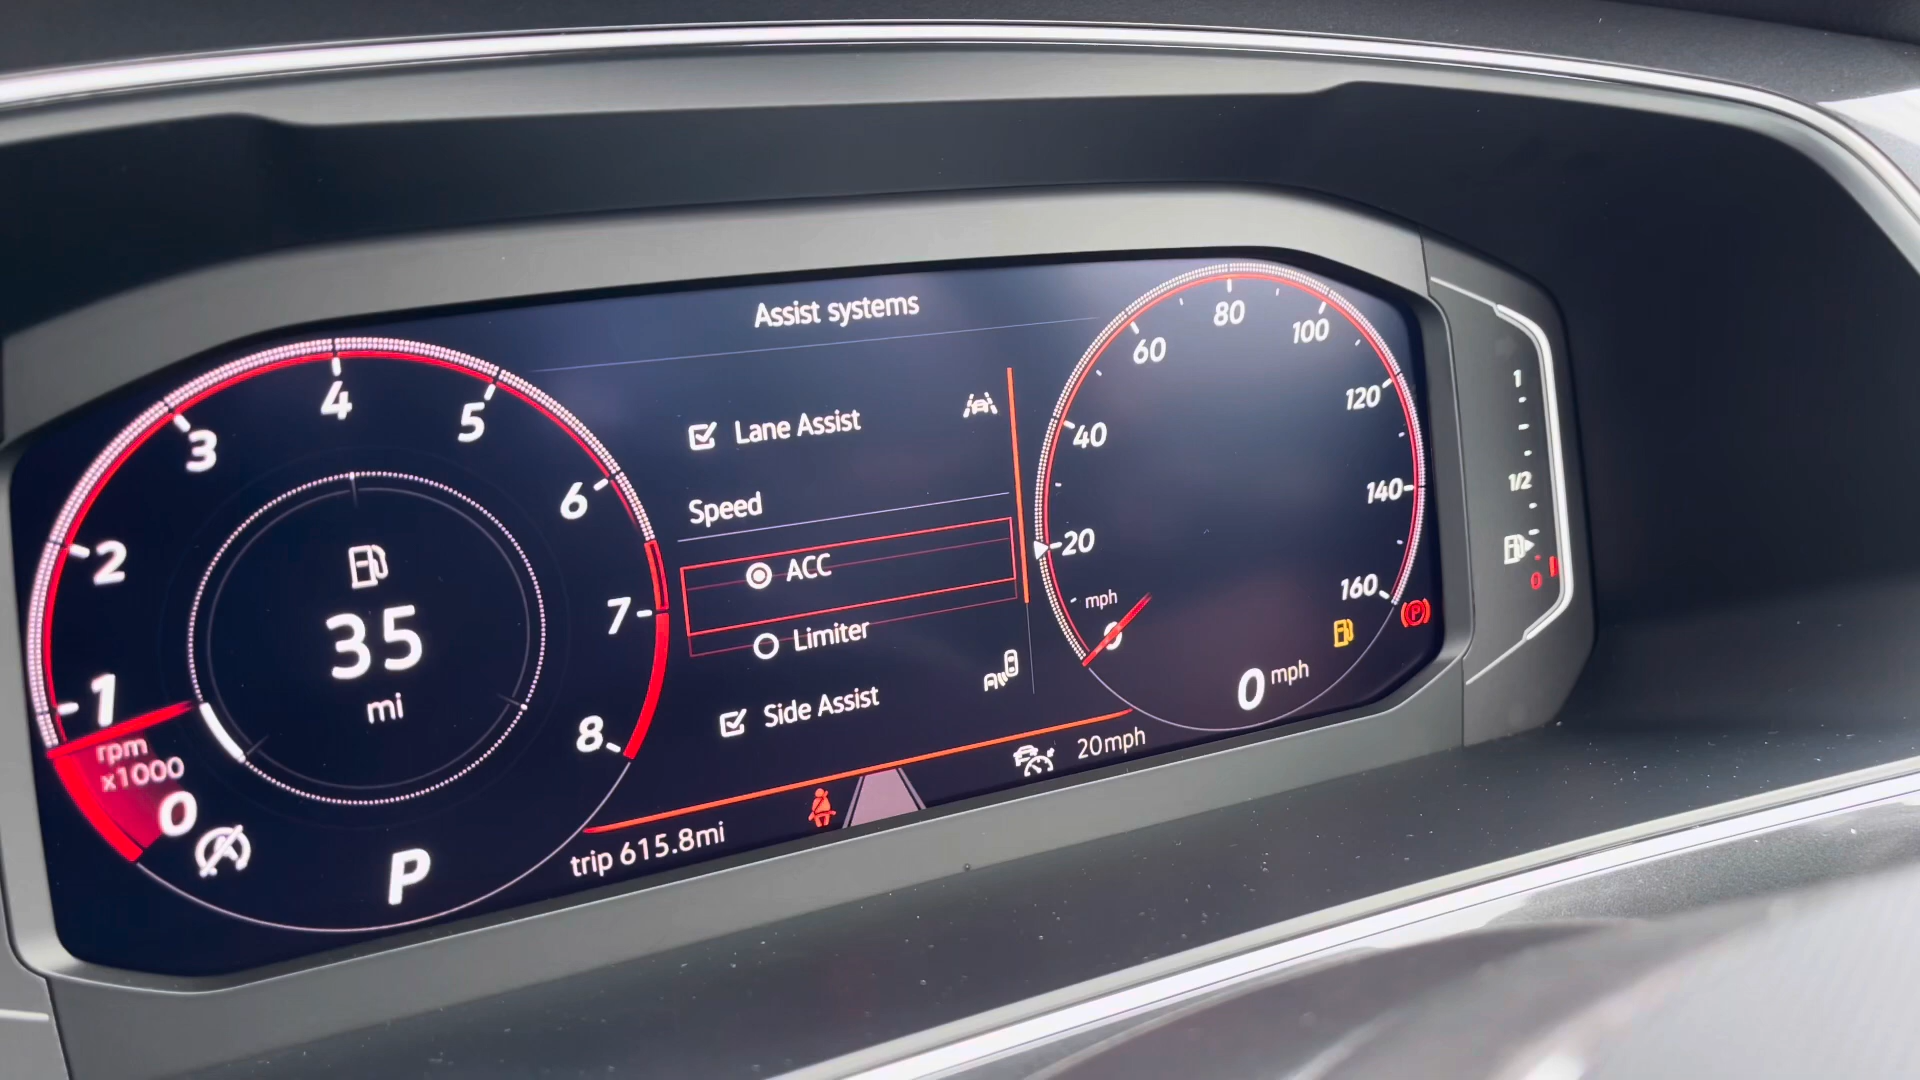 Assist systems
Lane Assist
Speed
ACC
Limiter
Side Assist
20mph
trip 615.8mi
35
mi
0
1
2
3
4
5
6
7
8
rpm
x1000
P
0
20
40
60
80
100
120
140
160
mph
0 mph
1
1/2
0